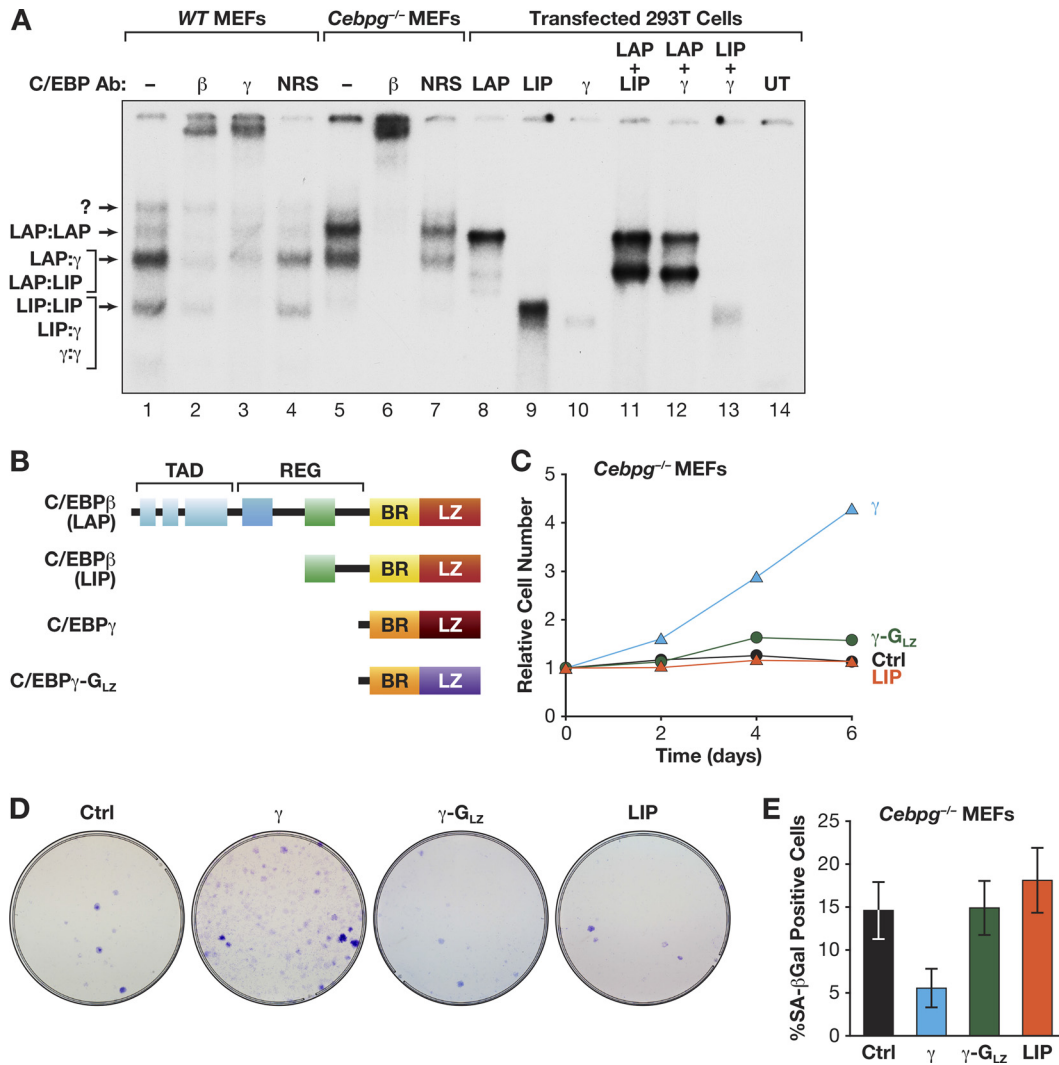 A
WT MEFs
Cebpg–/– MEFs
Transfected 293T Cells
C/EBP Ab:
–
β
γ
NRS
–
β
NRS
LAP
LIP
γ
LAP
+
LIP
LAP
+
γ
LIP
+
γ
UT
?
LAP:LAP
LAP:γ
LAP:LIP
LIP:LIP
LIP:γ
γ:γ
1 2 3 4 5 6 7 8 9 10 11 12 13 14
B
TAD
REG
C/EBPβ
(LAP)
BR LZ
C/EBPβ
(LIP)
BR LZ
C/EBPγ
BR LZ
C/EBPγ-GLZ
BR LZ
C
Cebpg–/– MEFs
Relative Cell Number
5
4
3
2
1
0
γ
γ-GLZ
Ctrl
LIP
0 2 4 6
Time (days)
D
Ctrl
γ
γ-GLZ
LIP
E
Cebpg–/– MEFs
%SA-βGal Positive Cells
25
20
15
10
5
0
Ctrl
γ
γ-GLZ
LIP